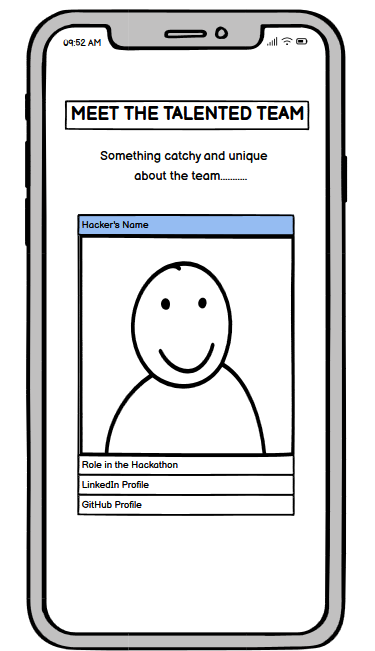 09:52 AM
MEET THE TALENTED TEAM
Something catchy and unique
about the team...........
Hacker's Name
Role in the Hackathon
LinkedIn Profile
GitHub Profile